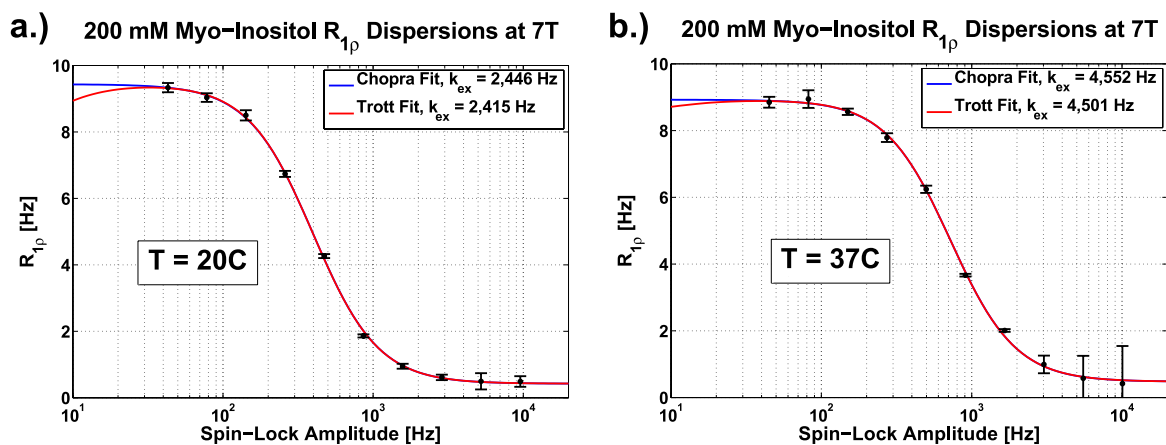 a.)
200 mM Myo−Inositol R1ρ Dispersions at 7T
Chopra Fit, kex = 2,446 Hz
Trott Fit, kex = 2,415 Hz
T = 20C
R1ρ [Hz]
10
8
6
4
2
0
10^1
10^2
10^3
10^4
Spin−Lock Amplitude [Hz]
b.)
200 mM Myo−Inositol R1ρ Dispersions at 7T
Chopra Fit, kex = 4,552 Hz
Trott Fit, kex = 4,501 Hz
T = 37C
R1ρ [Hz]
10
8
6
4
2
0
10^1
10^2
10^3
10^4
Spin−Lock Amplitude [Hz]